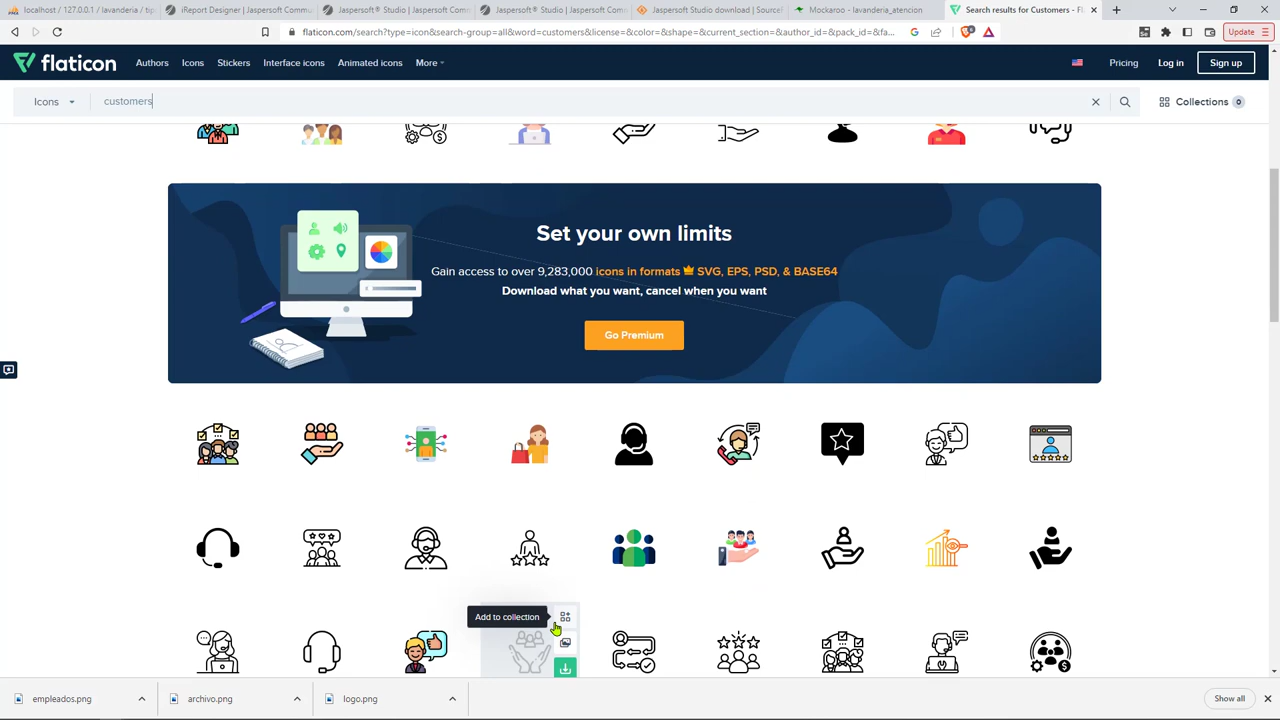 localhost / 127.0.0.1 / lavanderia / tip
iReport Designer | Jaspersoft Commu
Jaspersoft® Studio | Jaspersoft Com
Jaspersoft® Studio | Jaspersoft Com
Jaspersoft Studio download | Source
Mockaroo - lavanderia_atencion
Search results for Customers - Fl
flaticon.com/search?type=icon&search-group=all&word=customers&license=&color=&shape=&current_section=&author_id=&pack_id=&fa...
Update
flaticon
Authors
Icons
Stickers
Interface icons
Animated icons
More
Pricing
Log in
Sign up
Icons
customers
Collections 0
Set your own limits
Gain access to over 9,283,000 icons in formats SVG, EPS, PSD, & BASE64
Download what you want, cancel when you want
Go Premium
Add to collection
empleados.png
archivo.png
logo.png
Show all